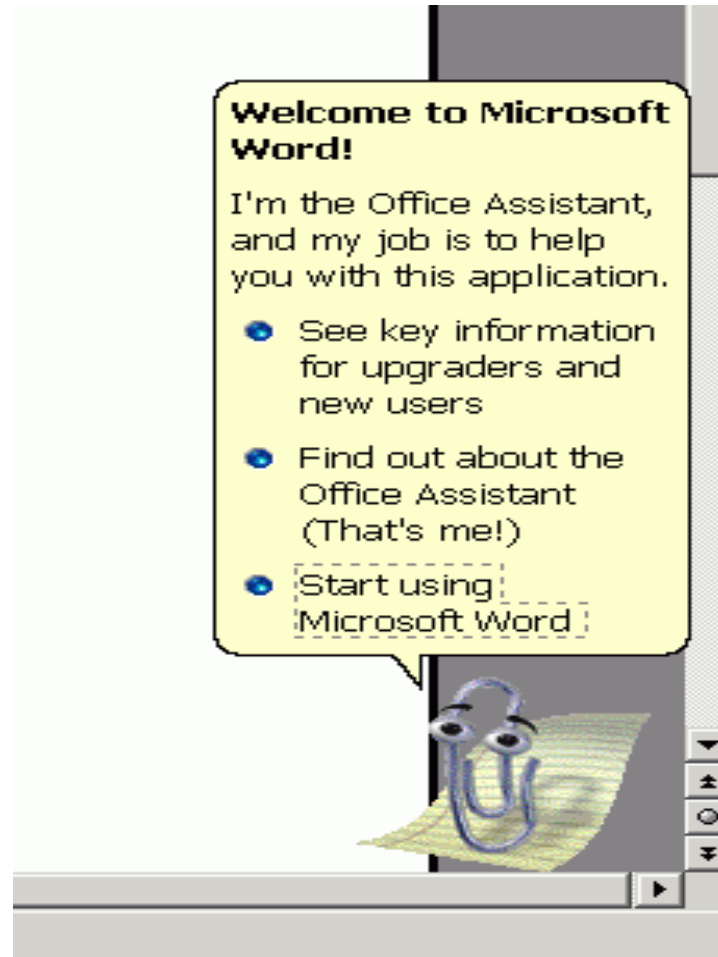 Welcome to Microsoft
Word!
I'm the Office Assistant,
and my job is to help
you with this application.
See key information
for upgraders and
new users
Find out about the
Office Assistant
(That's me!)
Start using
Microsoft Word